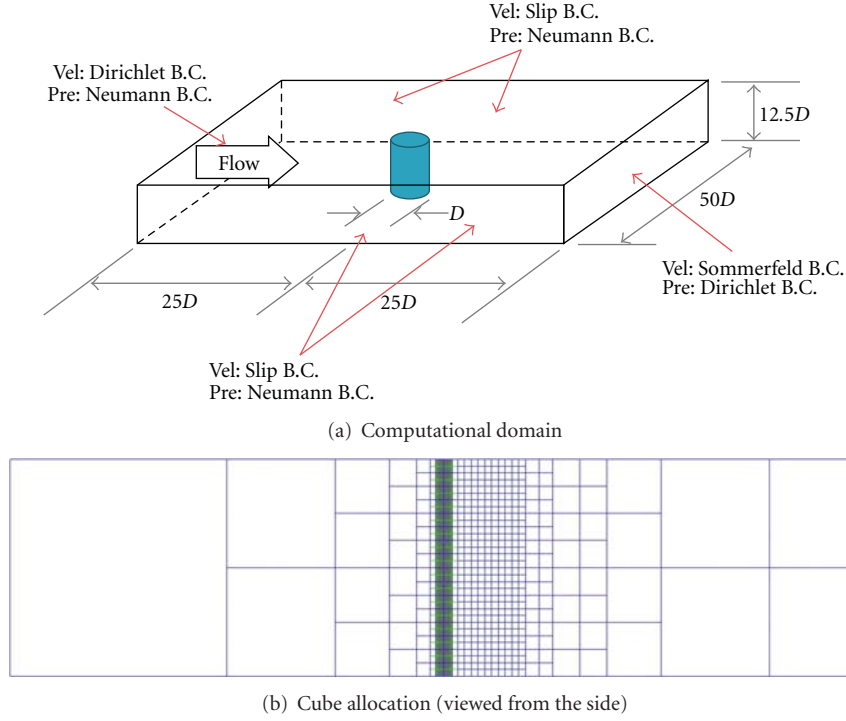 Vel: Slip B.C.
Pre: Neumann B.C.
Vel: Dirichlet B.C.
Pre: Neumann B.C.
12.5D
Flow
50D
D
Vel: Sommerfeld B.C.
Pre: Dirichlet B.C.
25D
25D
Vel: Slip B.C.
Pre: Neumann B.C.
(a) Computational domain
(b) Cube allocation (viewed from the side)